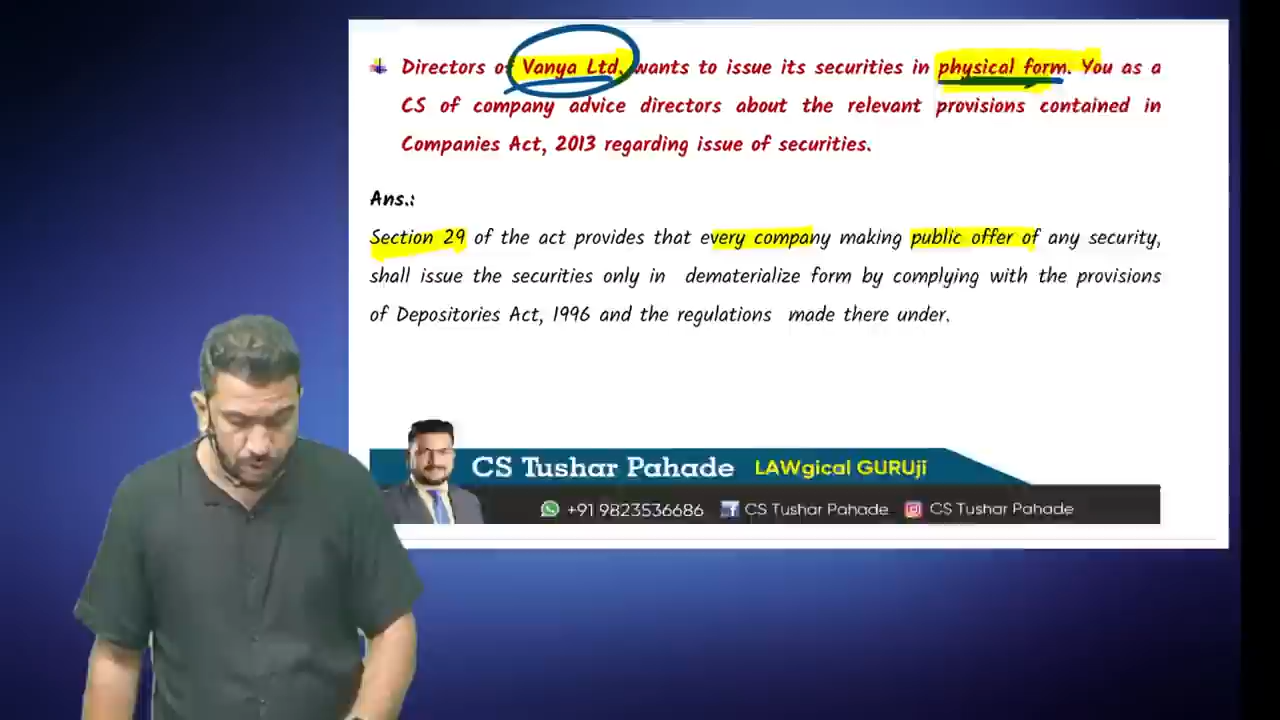 Directors of Vanya Ltd. wants to issue its securities in physical form. You as a
CS of company advice directors about the relevant provisions contained in
Companies Act, 2013 regarding issue of securities.
Ans.:
Section 29 of the act provides that every company making public offer of any security,
shall issue the securities only in dematerialize form by complying with the provisions
of Depositories Act, 1996 and the regulations made there under.
CS Tushar Pahade LAWgical GURUji
+91 9823536686 CS Tushar Pahade CS Tushar Pahade